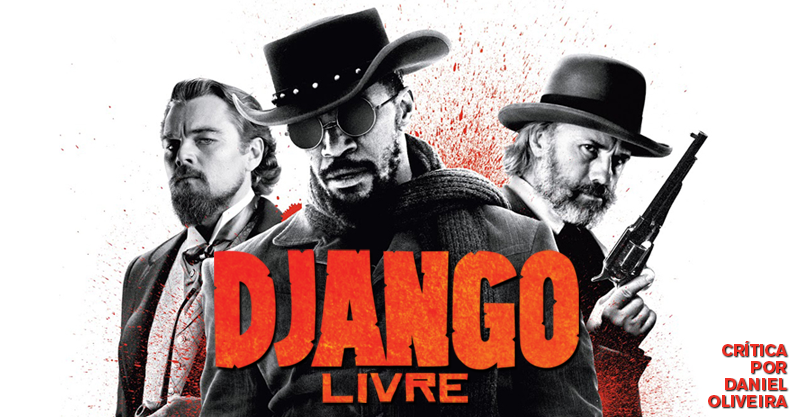 DJANGO
LIVRE
CRÍTICA
POR
DANIEL
OLIVEIRA